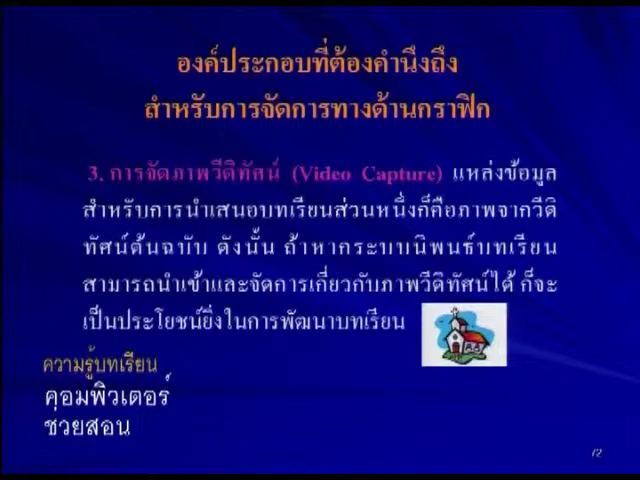 องค์ประกอบที่ต้องคำนึงถึง
สำหรับการจัดการทางด้านกราฟิก
3. การจัดภาพวีดิทัศน์ (Video Capture) แหล่งข้อมูล
สำหรับการนำเสนอบทเรียนส่วนหนึ่งก็คือภาพจากวีดิ
ทัศน์ต้นฉบับ ดังนั้น ถ้าหากระบบนิพนธ์บทเรียน
สามารถนำเข้าและจัดการเกี่ยวกับภาพวีดิทัศน์ได้ ก็จะ
เป็นประโยชน์ยิ่งในการพัฒนาบทเรียน
ความรู้บทเรียน
คอมพิวเตอร์
ช่วยสอน
72